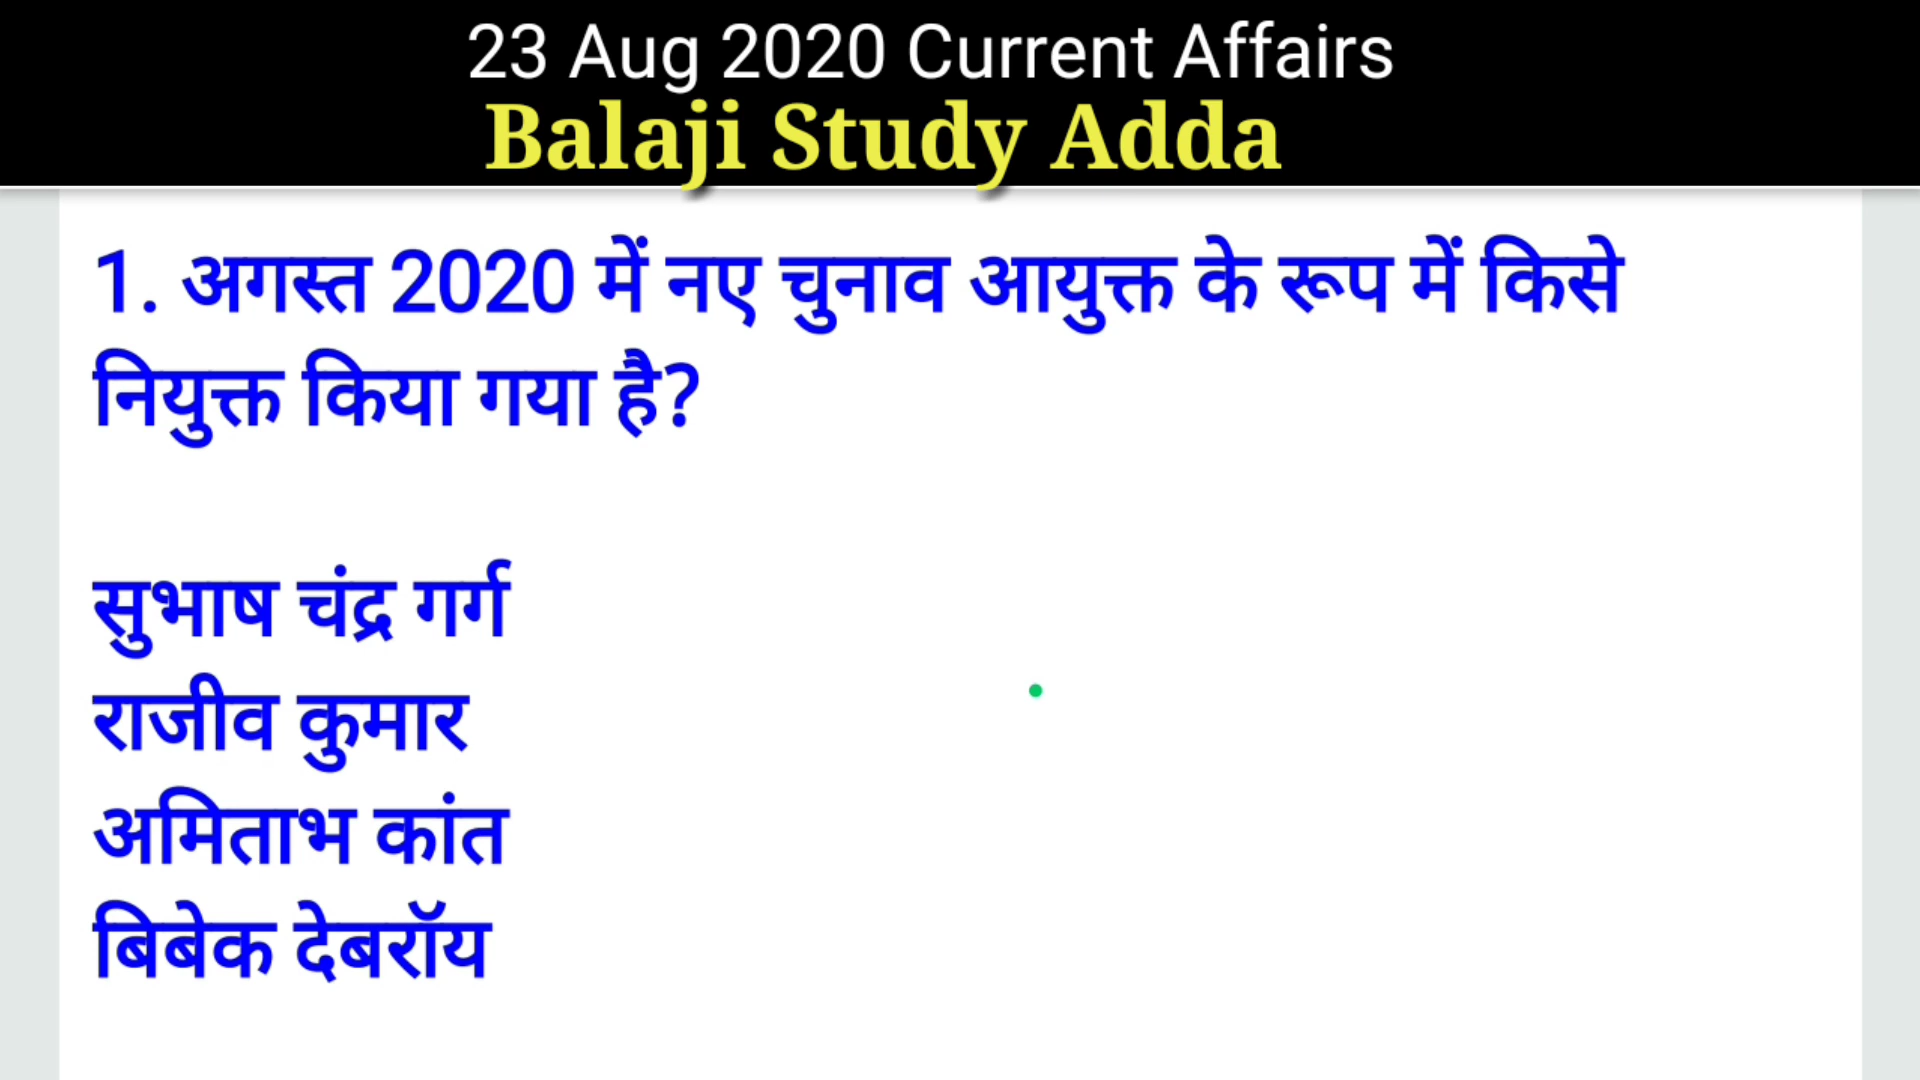 23 Aug 2020 Current Affairs
Balaji Study Adda
1. अगस्त 2020 में नए चुनाव आयुक्त के रूप में किसे
नियुक्त किया गया है?
सुभाष चंद्र गर्ग
राजीव कुमार
अमिताभ कांत
बिबेक देबरॉय